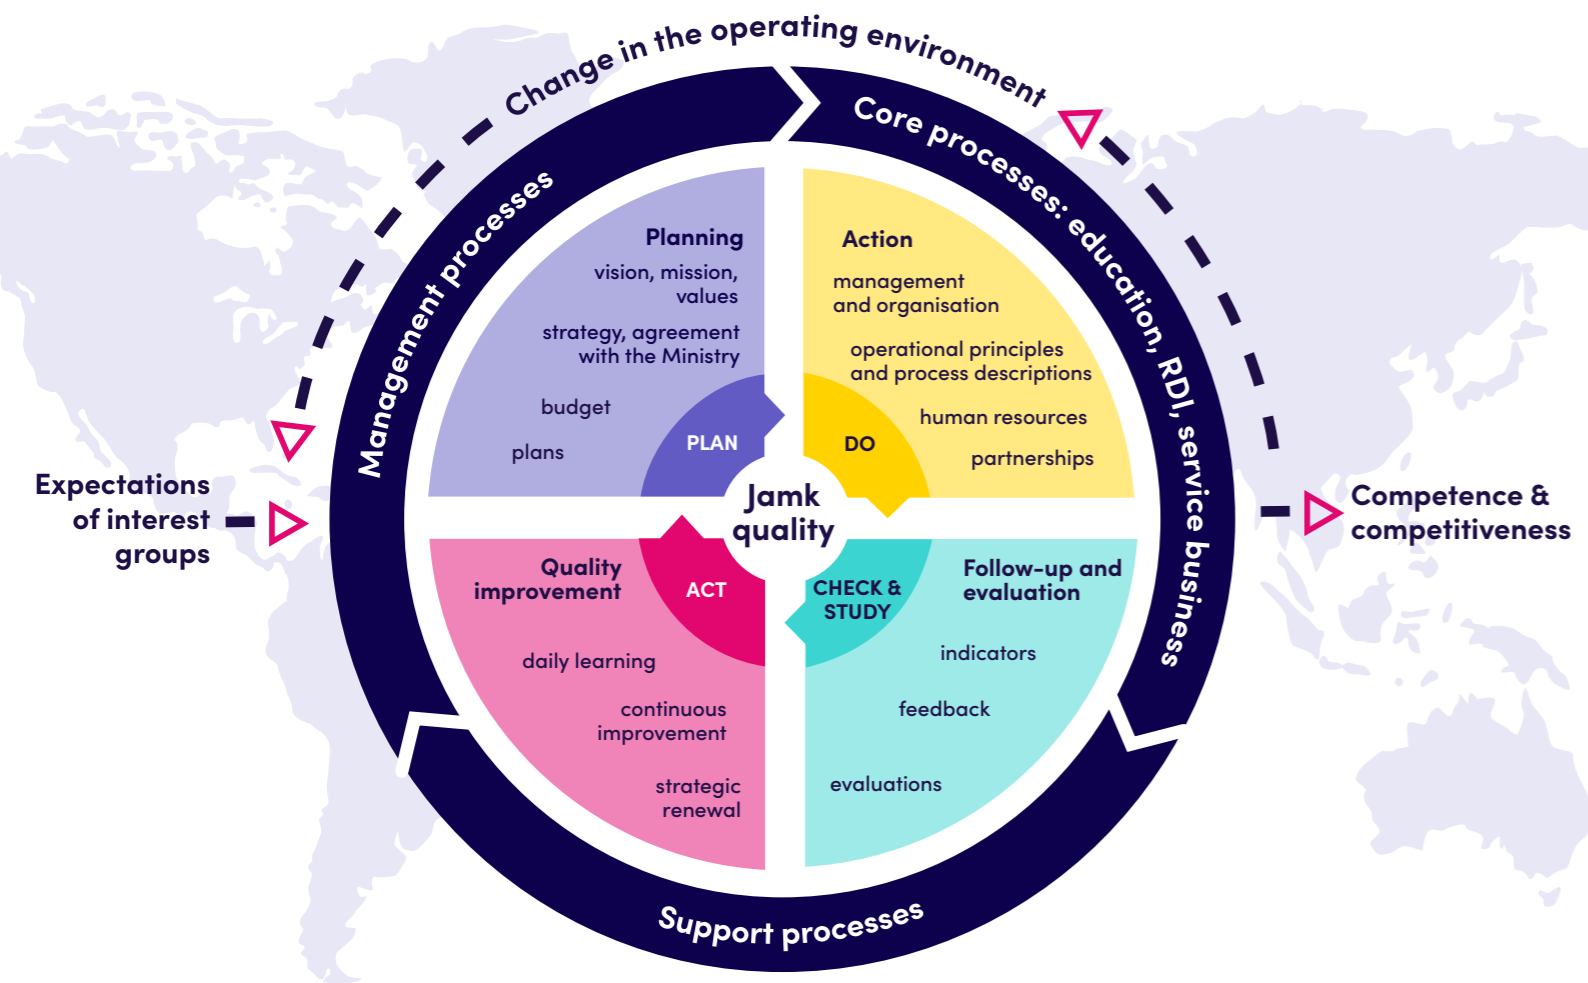 Change in the operating environment
Management processes
Core processes: education, RDI, service business
Planning
vision, mission,
values
strategy, agreement
with the Ministry
budget
plans
PLAN
Action
management
and organisation
operational principles
and process descriptions
human resources
partnerships
DO
Expectations
of interest
groups
Jamk
quality
Competence &
competitiveness
Quality
improvement
daily learning
continuous
improvement
strategic
renewal
ACT
CHECK &
STUDY
Follow-up and
evaluation
indicators
feedback
evaluations
Support processes